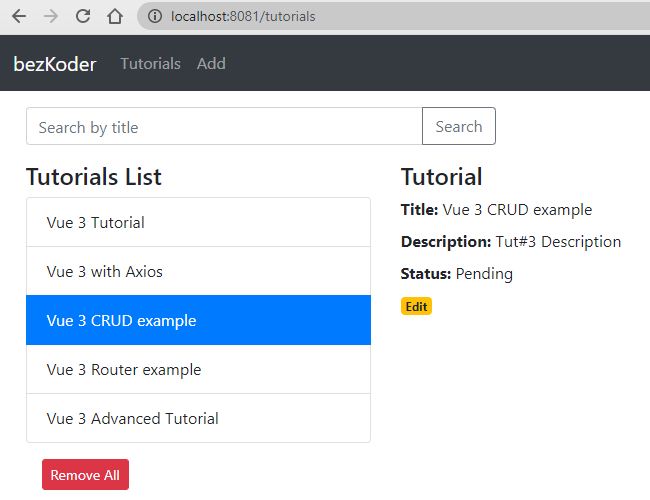 localhost:8081/tutorials
bezKoder Tutorials Add
Search by title Search
Tutorials List
Vue 3 Tutorial
Vue 3 with Axios
Vue 3 CRUD example
Vue 3 Router example
Vue 3 Advanced Tutorial
Remove All
Tutorial
Title: Vue 3 CRUD example
Description: Tut#3 Description
Status: Pending
Edit